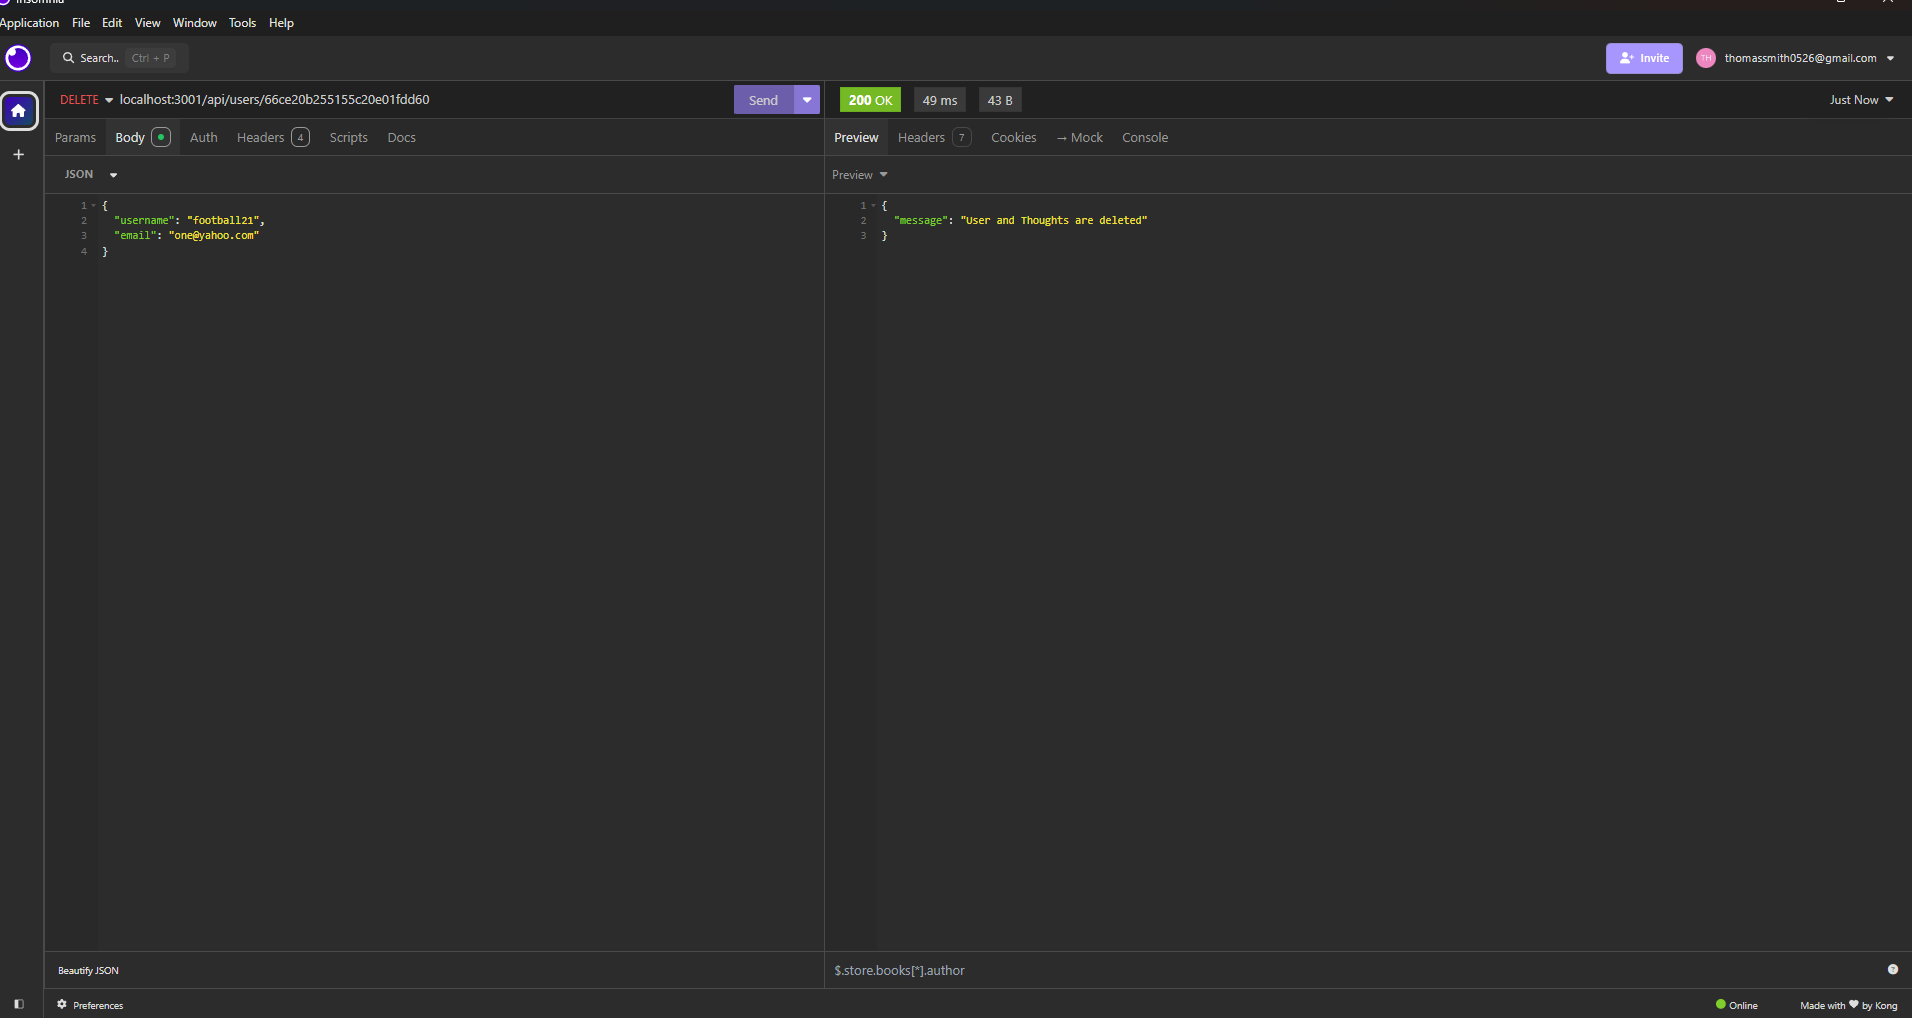 Insomnia
Application File Edit View Window Tools Help
Search.. Ctrl + P
Invite TH thomassmith0526@gmail.com
DELETE localhost:3001/api/users/66ce20b255155c20e01fdd60 Send
200 OK 49 ms 43 B Just Now
Params Body Auth Headers 4 Scripts Docs
Preview Headers 7 Cookies → Mock Console
JSON
Preview
1 {
2 "username": "football21",
3 "email": "one@yahoo.com"
4 }
1 {
2 "message": "User and Thoughts are deleted"
3 }
Beautify JSON
$.store.books[*].author
?
Preferences
Online
Made with ♥ by Kong